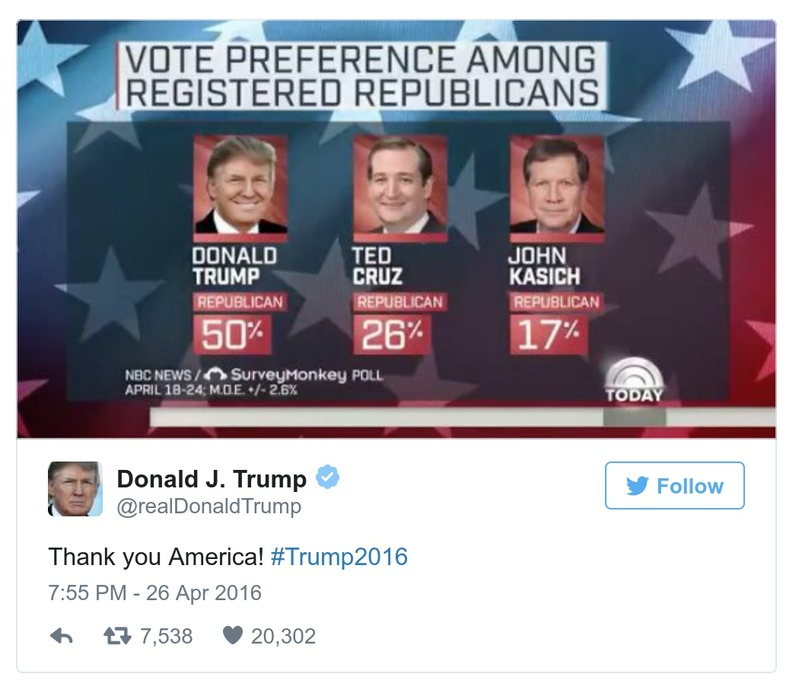 VOTE PREFERENCE AMONG
REGISTERED REPUBLICANS
DONALD
TRUMP
REPUBLICAN
50%
TED
CRUZ
REPUBLICAN
26%
JOHN
KASICH
REPUBLICAN
17%
NBC NEWS / SurveyMonkey POLL
APRIL 18-24; M.O.E. +/- 2.6%
TODAY
Donald J. Trump
@realDonaldTrump
Follow
Thank you America! #Trump2016
7:55 PM - 26 Apr 2016
7,538 20,302